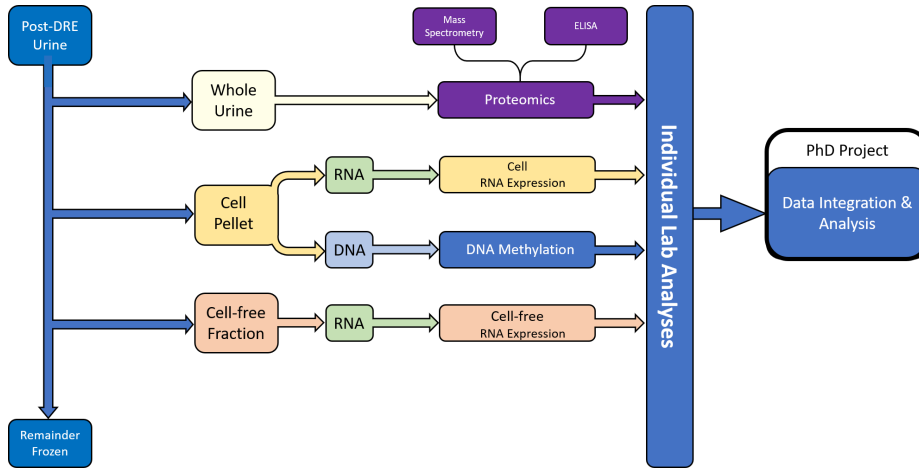 Post-DRE
Urine
Mass
Spectrometry
ELISA
Whole
Urine
Proteomics
Cell
Pellet
RNA
Cell
RNA Expression
DNA
DNA Methylation
Cell-free
Fraction
RNA
Cell-free
RNA Expression
Remainder
Frozen
Individual Lab Analyses
PhD Project
Data Integration &
Analysis